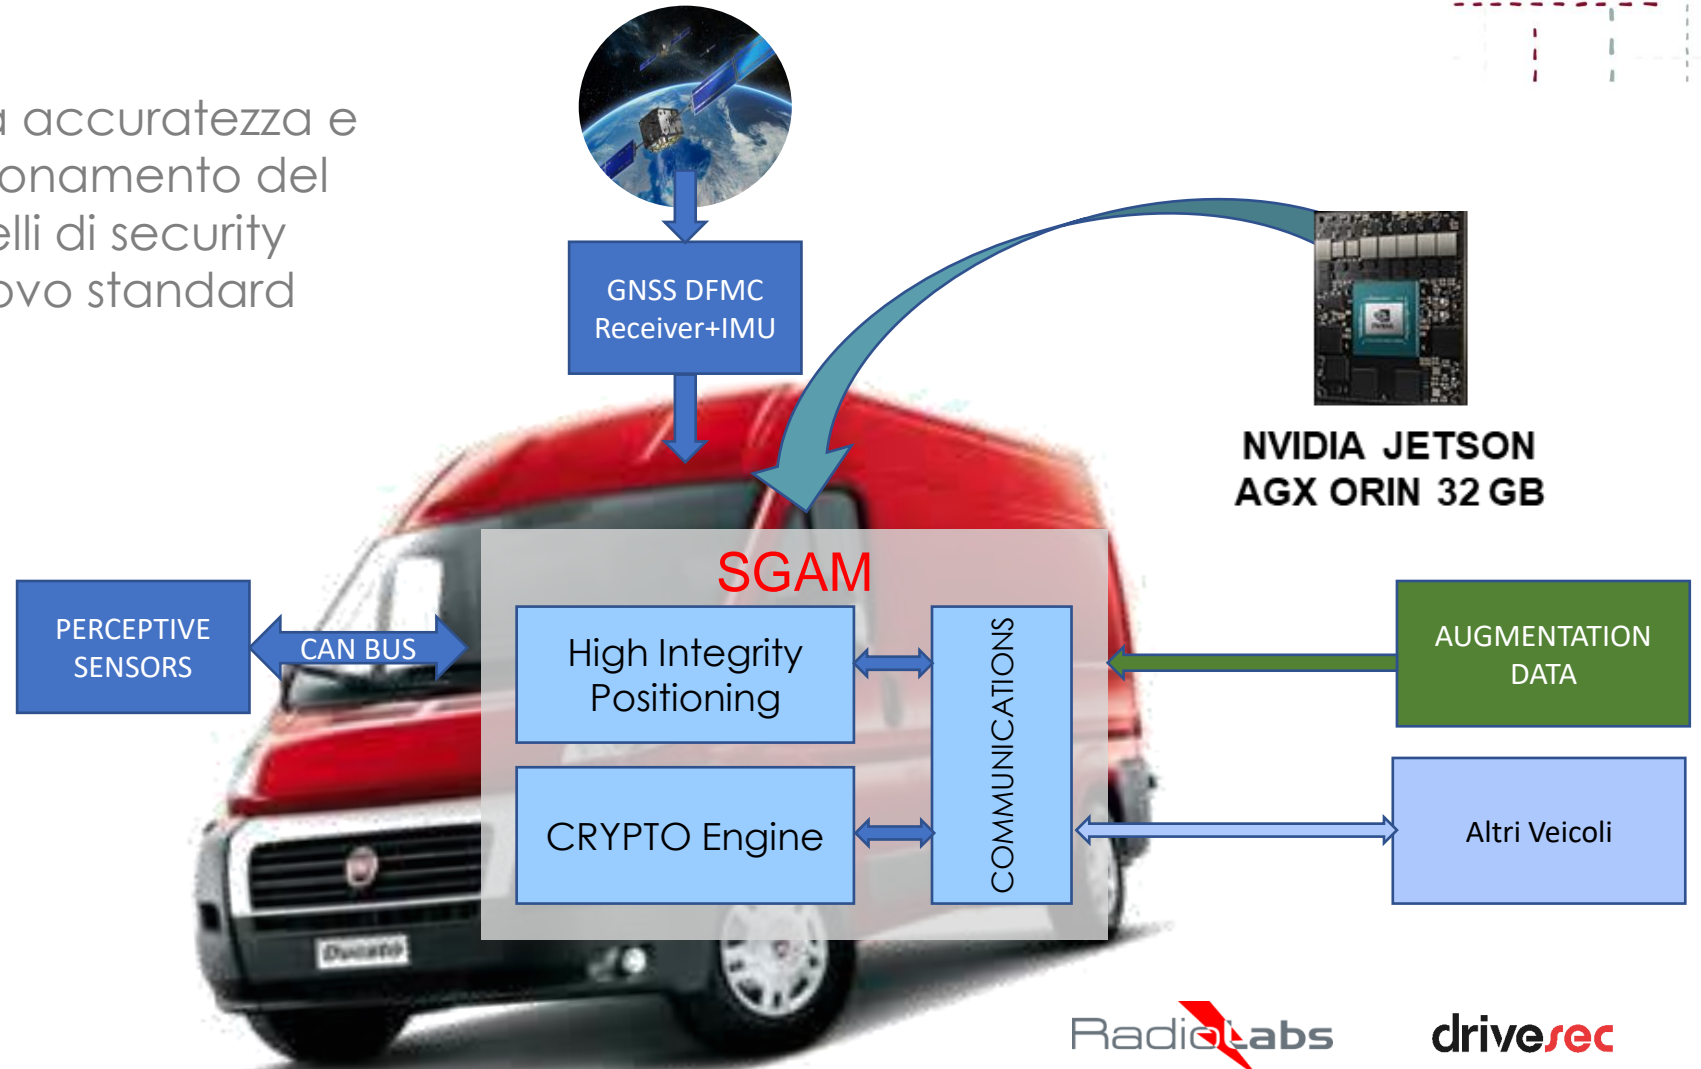 a accuratezza e
onamento del
elli di security
ovo standard
GNSS DFMC
Receiver+IMU
NVIDIA JETSON
AGX ORIN 32 GB
SGAM
PERCEPTIVE
SENSORS
CAN BUS
High Integrity
Positioning
COMMUNICATIONS
AUGMENTATION
DATA
CRYPTO Engine
Altri Veicoli
Ducato
RadioLabs
drivesec